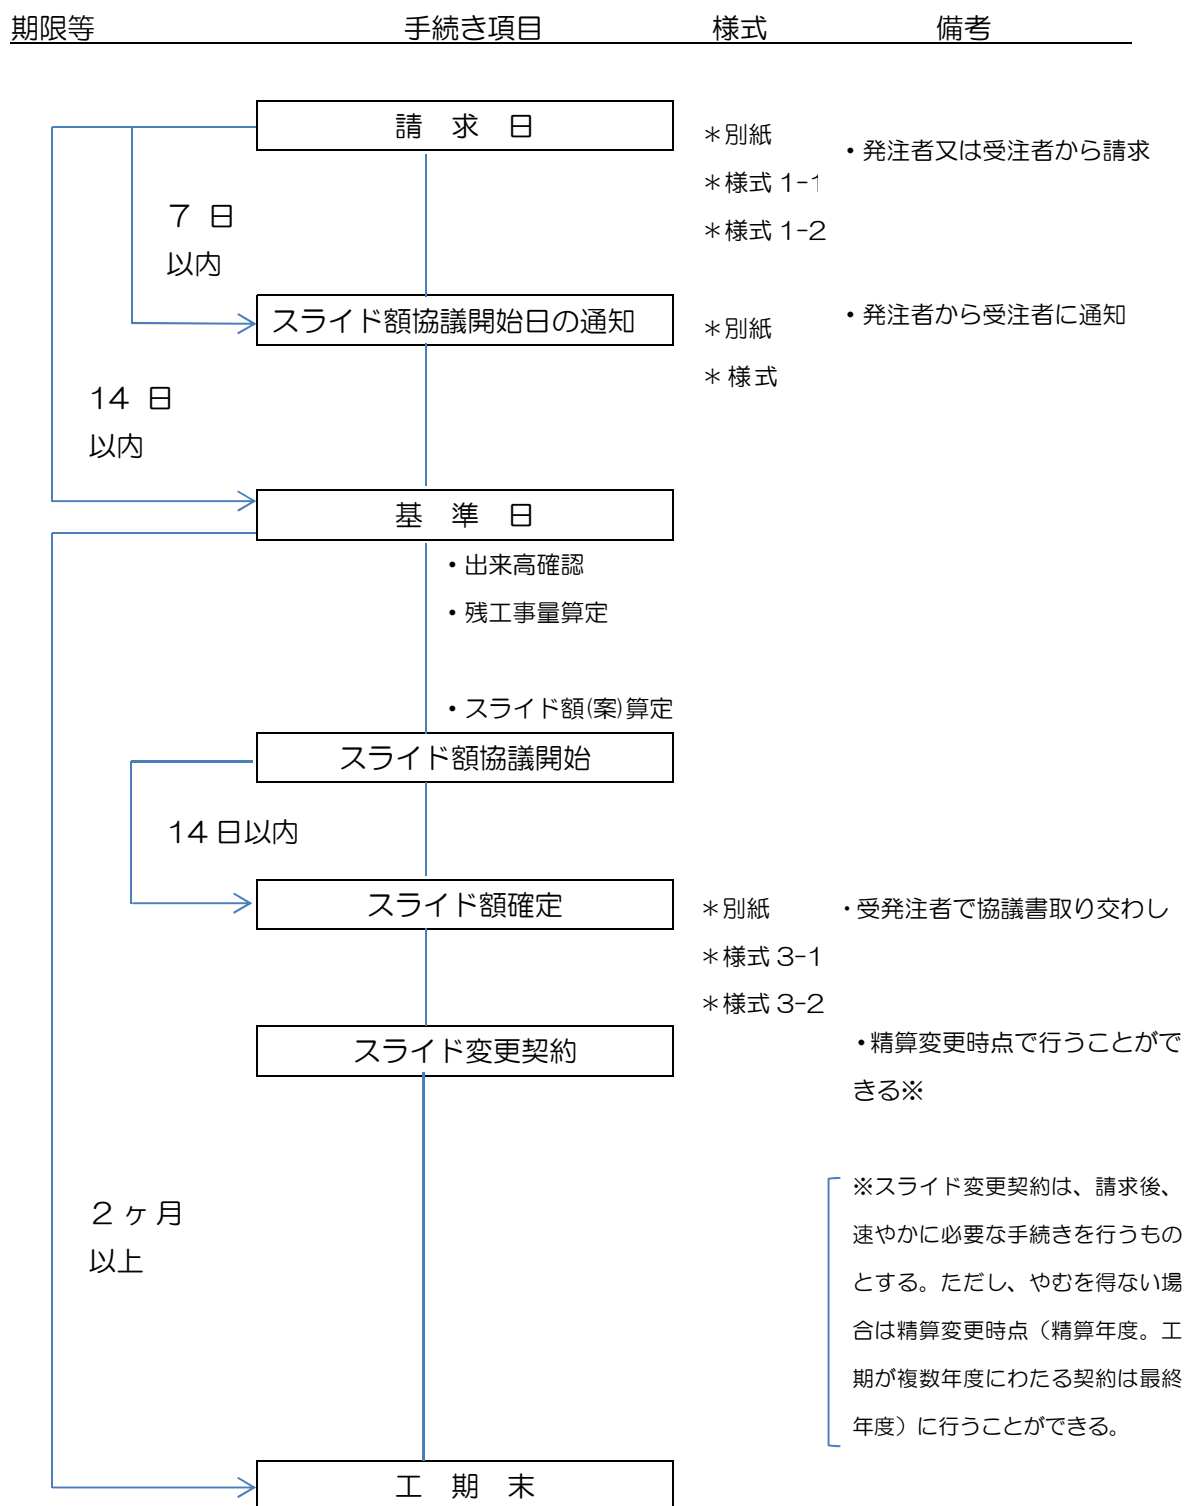 期限等 手続き項目 様式 備考
請 求 日
＊別紙
・発注者又は受注者から請求
＊様式 1-1
＊様式 1-2
7 日
以内
スライド額協議開始日の通知
・発注者から受注者に通知
＊別紙
＊様式
14 日
以内
基 準 日
・出来高確認
・残工事量算定
・スライド額(案)算定
スライド額協議開始
14 日以内
スライド額確定
＊別紙
・受発注者で協議書取り交わし
＊様式 3-1
＊様式 3-2
スライド変更契約
・精算変更時点で行うことがで
きる※
※スライド変更契約は、請求後、
速やかに必要な手続きを行うもの
とする。ただし、やむを得ない場
合は精算変更時点（精算年度。工
期が複数年度にわたる契約は最終
年度）に行うことができる。
2 ヶ月
以上
工 期 末